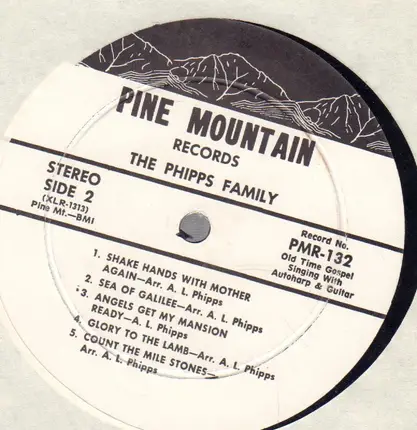 PINE MOUNTAIN
RECORDS
THE PHIPPS FAMILY
STEREO
SIDE 2
(XLR-1313)
Pine Mt.—BMI
Record No.
PMR-132
Old Time Gospel
Singing With
Autoharp & Guitar
1. SHAKE HANDS WITH MOTHER
AGAIN—Arr. A. L. Phipps
2. SEA OF GALILEE—Arr. A. L. Phipps
3. ANGELS GET MY MANSION
READY—A. L. Phipps
4. GLORY TO THE LAMB—Arr. A. L. Phipps
5. COUNT THE MILE STONES—
Arr. A. L. Phipps